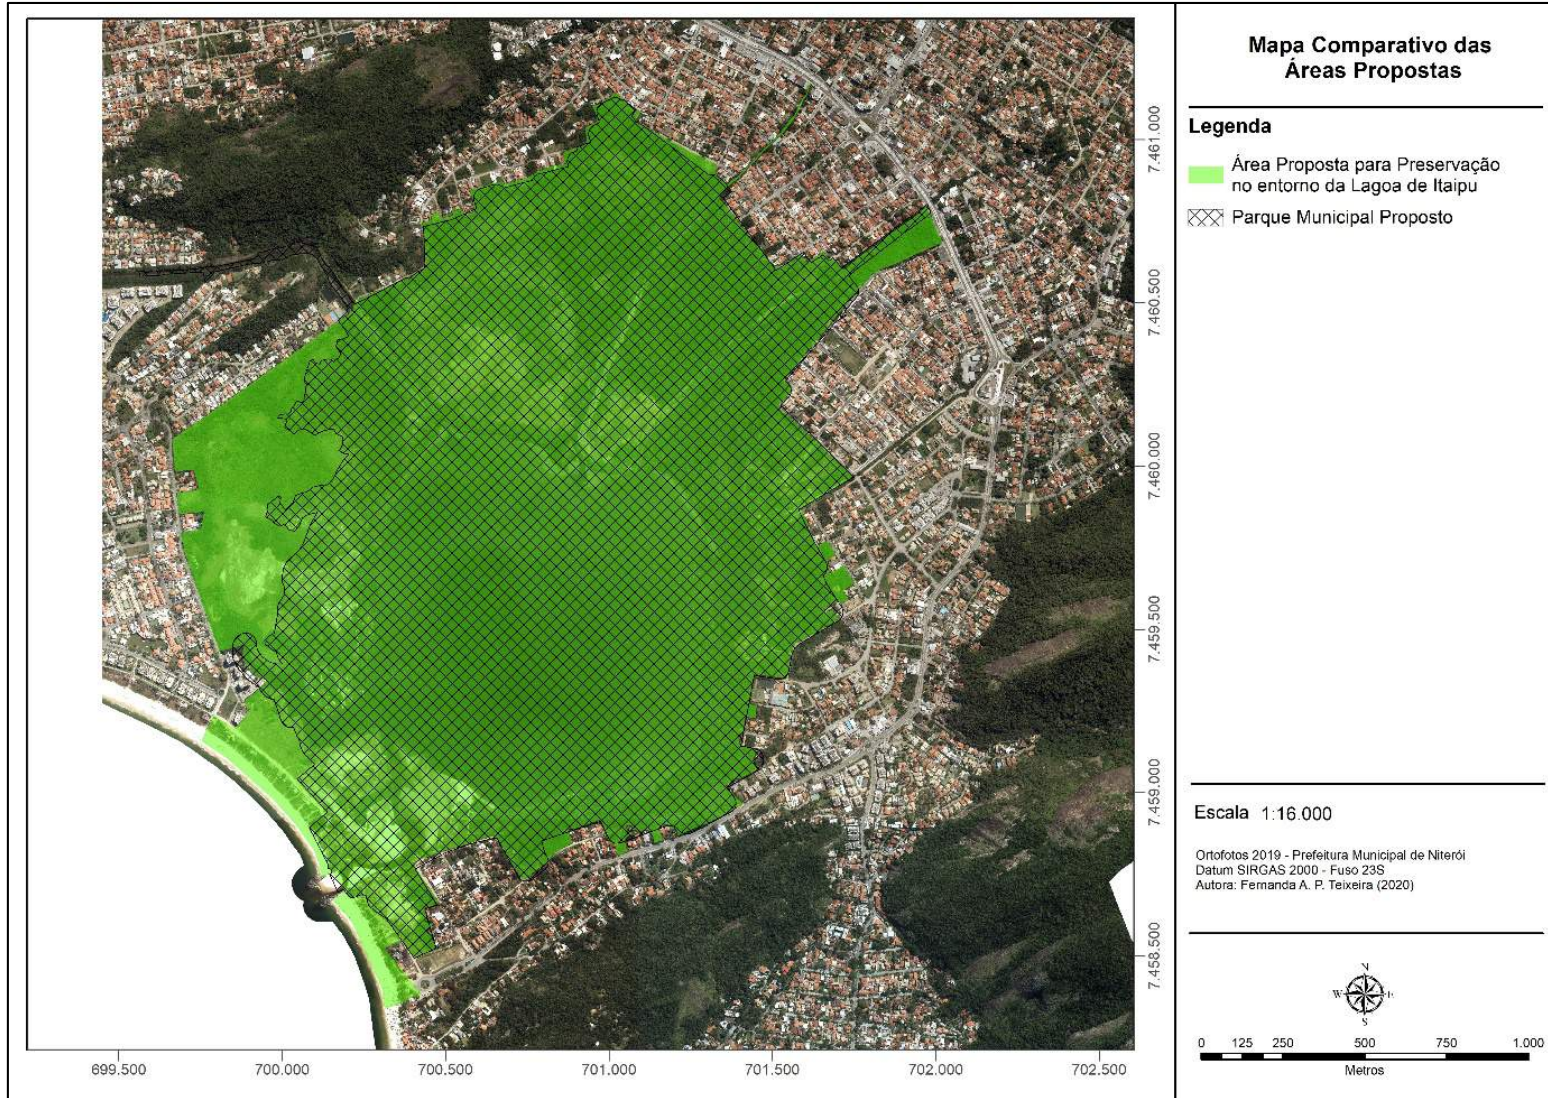 Mapa Comparativo das
Áreas Propostas
Legenda
Área Proposta para Preservação
no entorno da Lagoa de Itaipu
Parque Municipal Proposto
7.461.000
7.460.500
7.460.000
7.459.500
7.459.000
7.458.500
699.500 700.000 700.500 701.000 701.500 702.000 702.500
Escala 1:16.000
Ortofotos 2019 - Prefeitura Municipal de Niterói
Datum SIRGAS 2000 - Fuso 23S
Autora: Fernanda A. P. Teixeira (2020)
N
W E
S
0 125 250 500 750 1.000
Metros